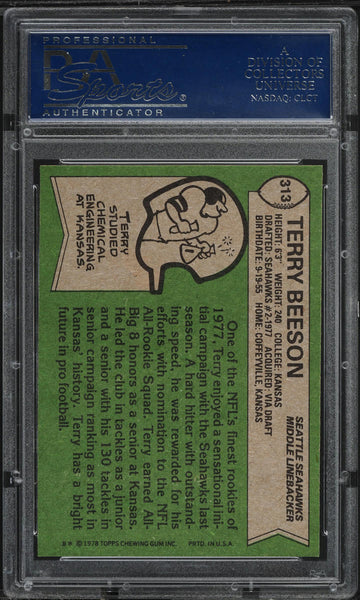 PROFESSIONAL
PSA
Sports
®
AUTHENTICATOR
A
DIVISION OF
COLLECTORS
UNIVERSE
NASDAQ: CLCT
313
TERRY BEESON
SEATTLE SEAHAWKS
MIDDLE LINEBACKER
HEIGHT: 6'3" WEIGHT: 240 COLLEGE: KANSAS
DRAFTED: SEAHAWKS #2-1977 ACQUIRED: VIA DRAFT
BIRTHDATE: 9-19-55 HOME: COFFEYVILLE, KANSAS
TERRY
STUDIED
CHEMICAL
ENGINEERING
AT KANSAS.
One of the NFL's finest rookies of
1977, Terry enjoyed a sensational ini-
tial campaign with the Seahawks last
season. A hard hitter with outstand-
ing speed, he was rewarded for his
efforts with nomination to the NFL
All-Rookie Squad. Terry earned All-
Big 8 honors as a senior at Kansas.
He led the club in tackles as a junior
and a senior with his 130 tackles in
senior campaign ranking as most in
Kansas' history. Terry has a bright
future in pro football.
** © 1978 TOPPS CHEWING GUM INC. PRTD. IN U.S.A.